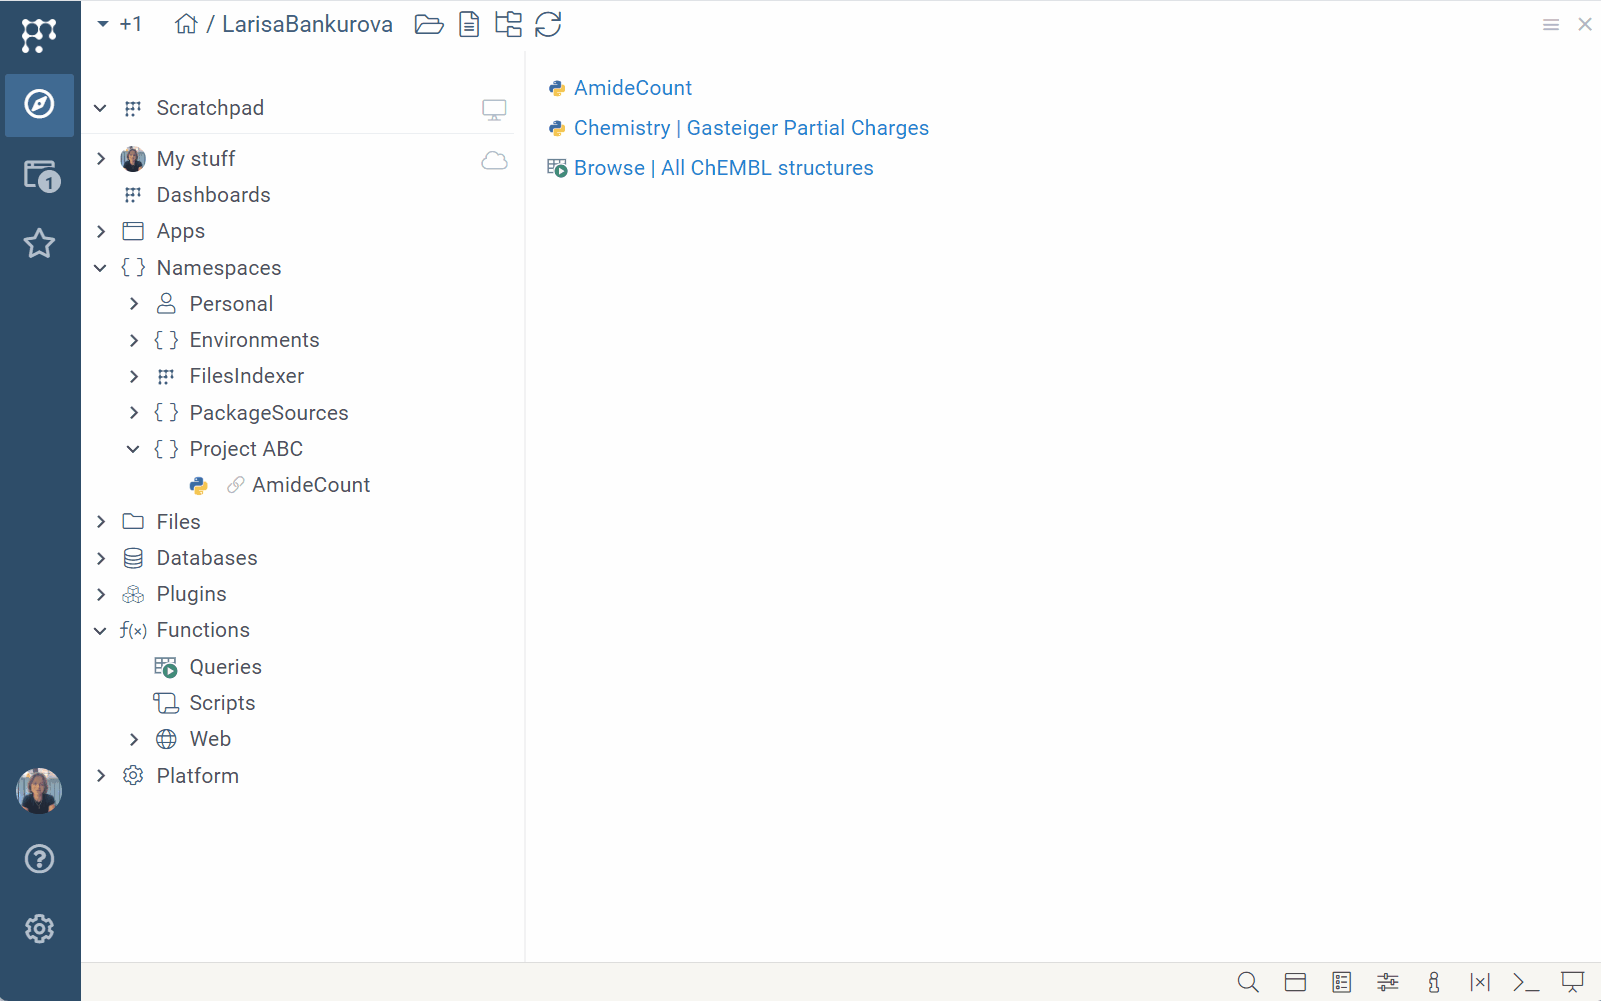 +1 / LarisaBankurova
Scratchpad
My stuff
Dashboards
Apps
{ } Namespaces
Personal
{ } Environments
FilesIndexer
{ } PackageSources
{ } Project ABC
AmideCount
Files
Databases
Plugins
f(x) Functions
Queries
Scripts
Web
Platform
AmideCount
Chemistry | Gasteiger Partial Charges
Browse | All ChEMBL structures
1